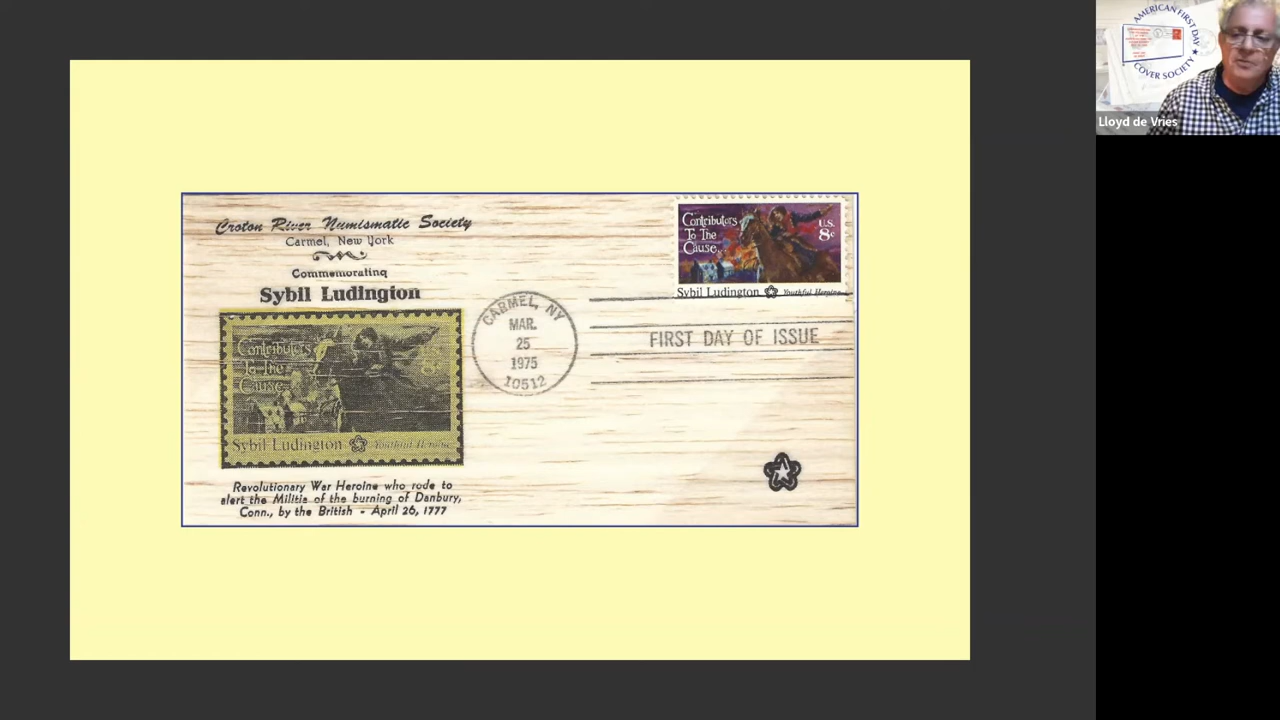 Croton River Numismatic Society
Carmel, New York
Commemorating
Sybil Ludington
Contributors
To The
Cause...
8c
Sybil Ludington Youthful Heroine
Revolutionary War Heroine who rode to
alert the Militia of the burning of Danbury,
Conn., by the British - April 26, 1777
CARMEL, NY
MAR.
25
1975
10512
Contributors
To The
Cause...
U.S.
8c
Sybil Ludington Youthful Heroine
FIRST DAY OF ISSUE
AMERICAN FIRST DAY
COVER SOCIETY
Lloyd de Vries